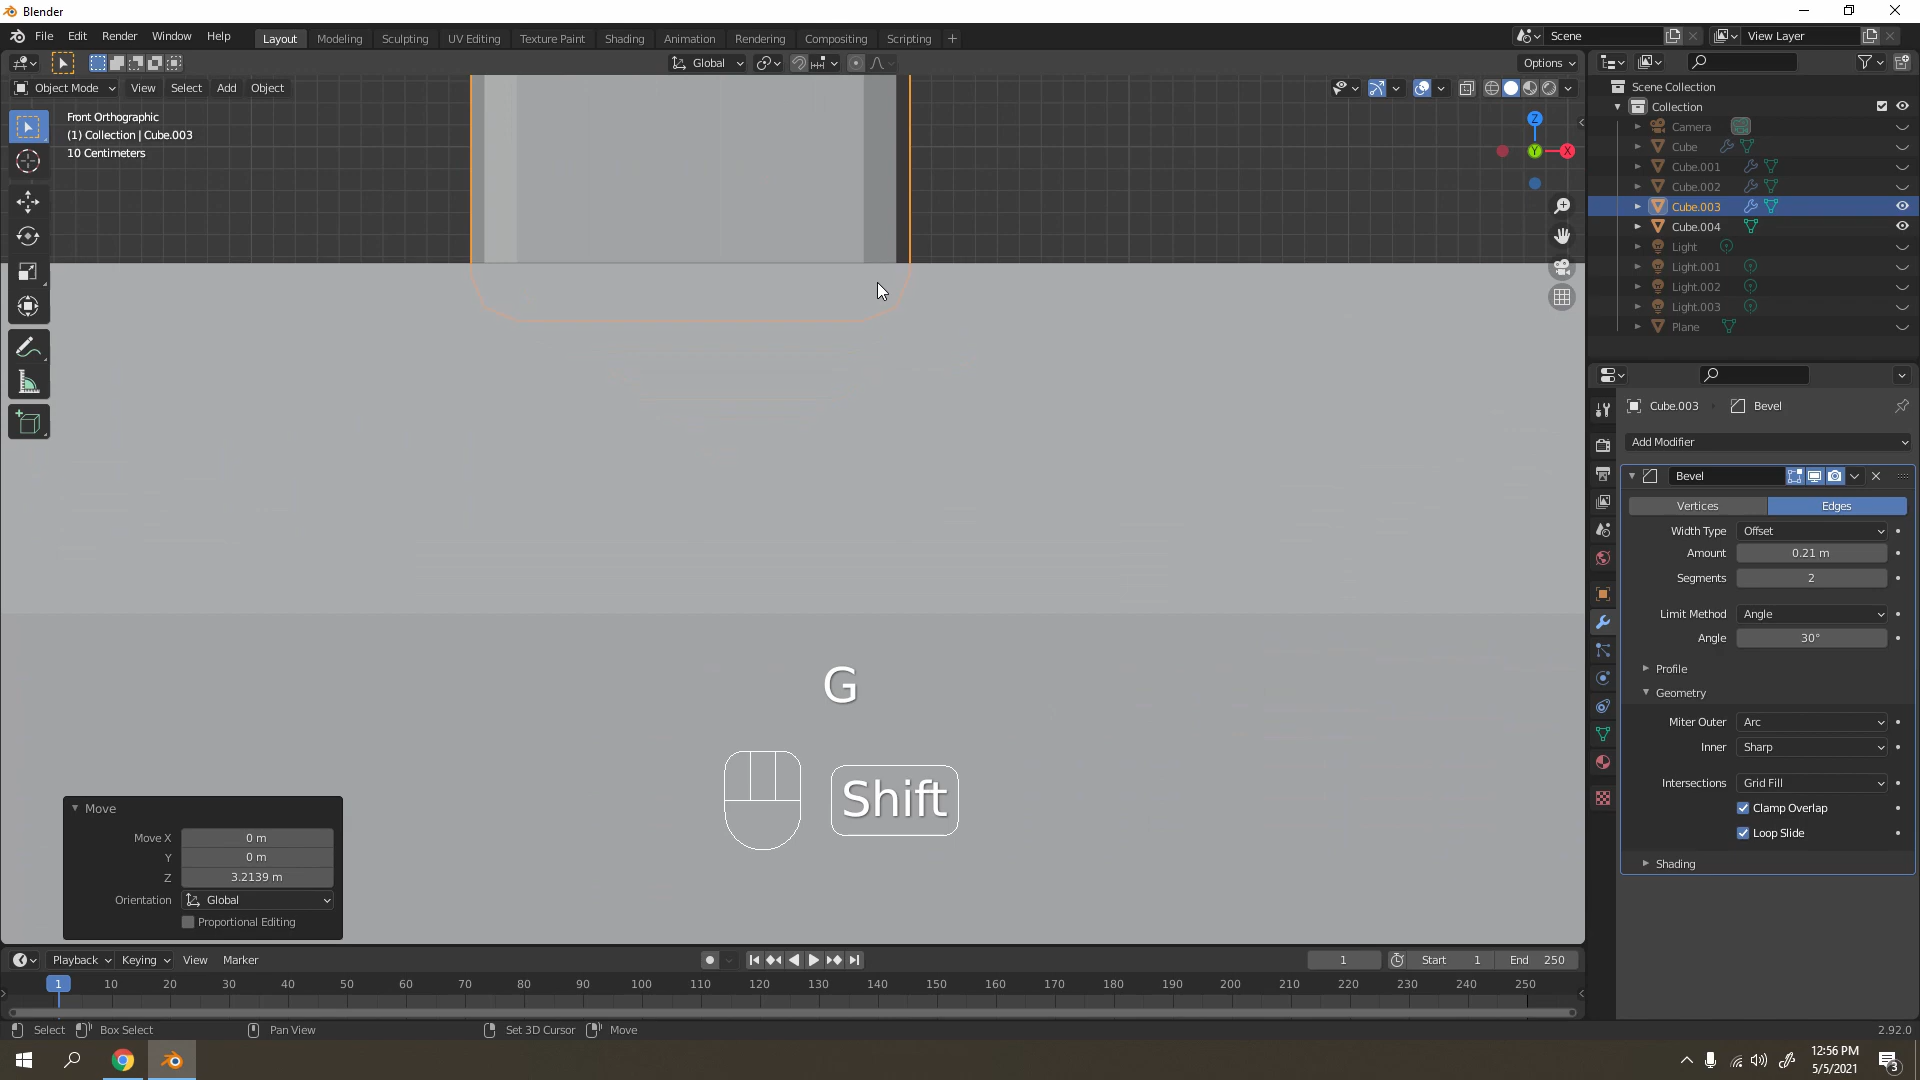 Blender
File Edit Render Window Help
Layout Modeling Sculpting UV Editing Texture Paint Shading Animation Rendering Compositing Scripting +
Scene
View Layer
Global
Options
Object Mode View Select Add Object
Front Orthographic
(1) Collection | Cube.003
10 Centimeters
Z
Y
X
Scene Collection
Collection
Camera
Cube
Cube.001
Cube.002
Cube.003
Cube.004
Light
Light.001
Light.002
Light.003
Plane
Cube.003 Bevel
Add Modifier
Bevel
Vertices Edges
Width Type Offset
Amount 0.21 m
Segments 2
Limit Method Angle
Angle 30°
Profile
Geometry
Miter Outer Arc
Inner Sharp
Intersections Grid Fill
Clamp Overlap
Loop Slide
Shading
G
Shift
Move
Move X 0 m
Y 0 m
Z 3.2139 m
Orientation Global
Proportional Editing
Playback Keying View Marker
1 Start 1 End 250
1 10 20 30 40 50 60 70 80 90 100 110 120 130 140 150 160 170 180 190 200 210 220 230 240 250
Select Box Select Pan View Set 3D Cursor Move
2.92.0
12:56 PM
5/5/2021
3